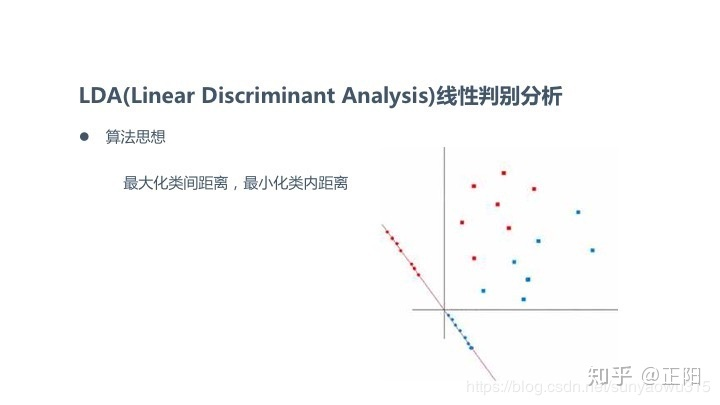 LDA(Linear Discriminant Analysis)线性判别分析
● 算法思想
最大化类间距离，最小化类内距离
知乎 @正阳
https://blog.csdn.net/sunyaowu315